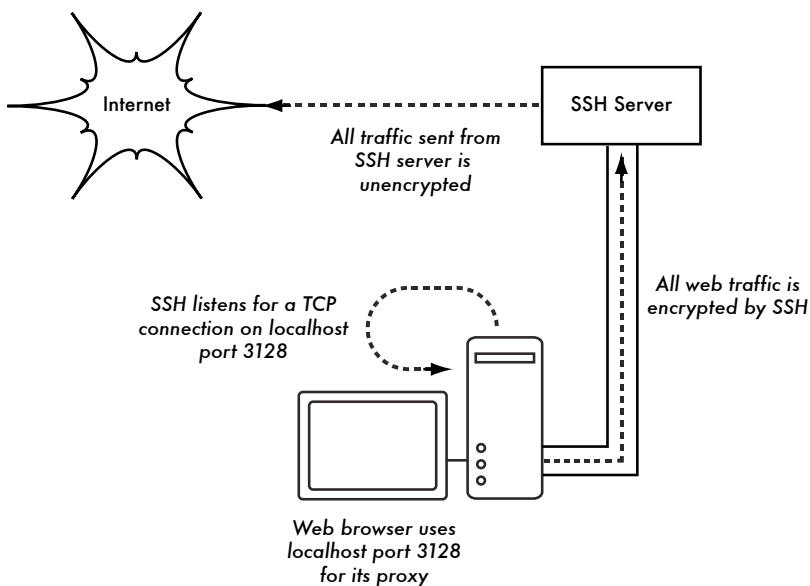 Internet
SSH Server
All traffic sent from
SSH server is
unencrypted
All web traffic is
encrypted by SSH
SSH listens for a TCP
connection on localhost
port 3128
Web browser uses
localhost port 3128
for its proxy